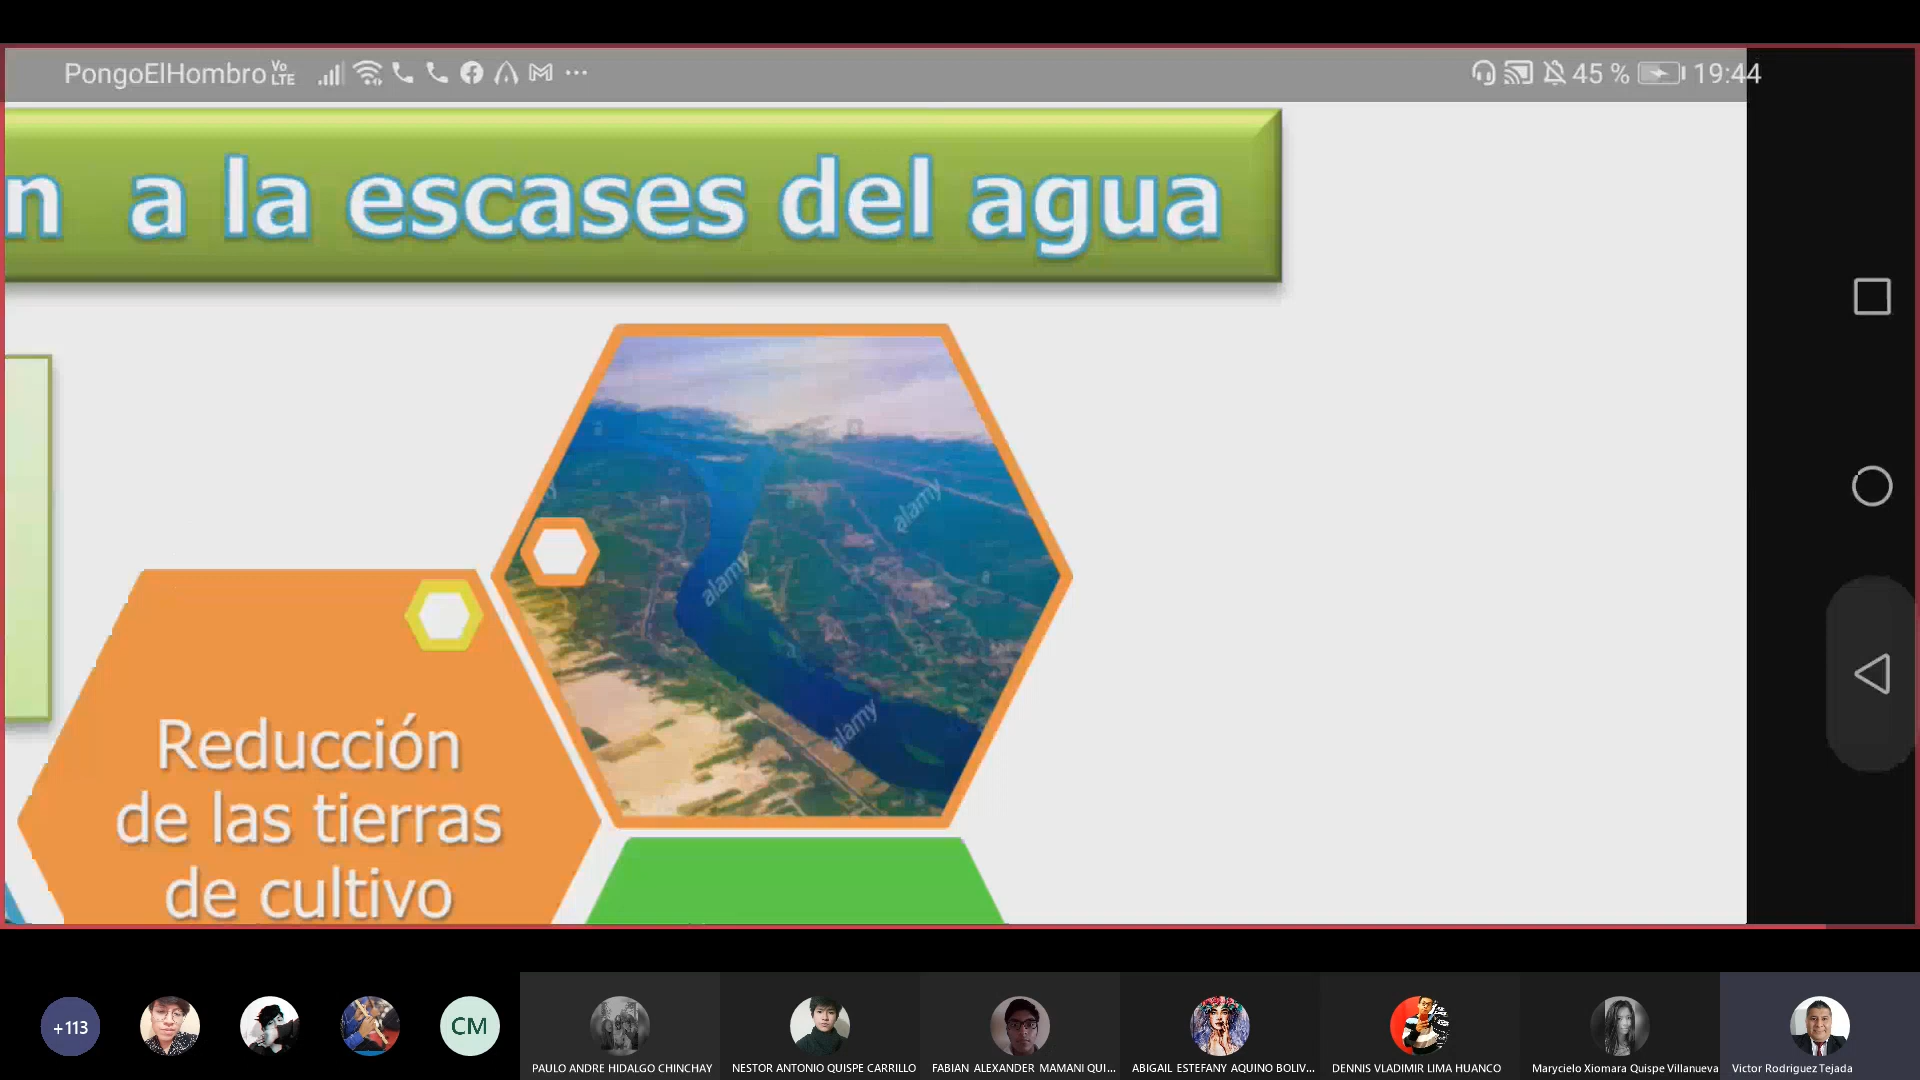 PongoElHombro Vo LTE ... 45 % 19:44
n a la escases del agua
alamy
alamy
alamy
Reducción
de las tierras
de cultivo
+113
CM
PAULO ANDRE HIDALGO CHINCHAY
NESTOR ANTONIO QUISPE CARRILLO
FABIAN ALEXANDER MAMANI QUI...
ABIGAIL ESTEFANY AQUINO BOLIV...
DENNIS VLADIMIR LIMA HUANCO
Marycielo Xiomara Quispe Villanueva
Victor Rodriguez Tejada